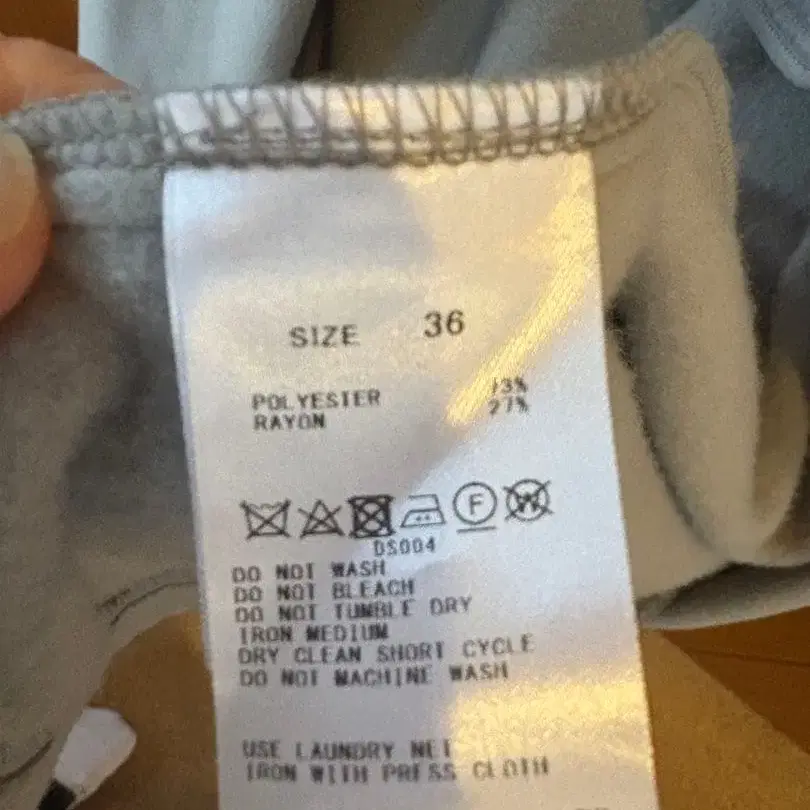 SIZE 36
POLYESTER 73%
RAYON 27%
F W
DS004
DO NOT WASH
DO NOT BLEACH
DO NOT TUMBLE DRY
IRON MEDIUM
DRY CLEAN SHORT CYCLE
DO NOT MACHINE WASH
USE LAUNDRY NET
IRON WITH PRESS CLOTH